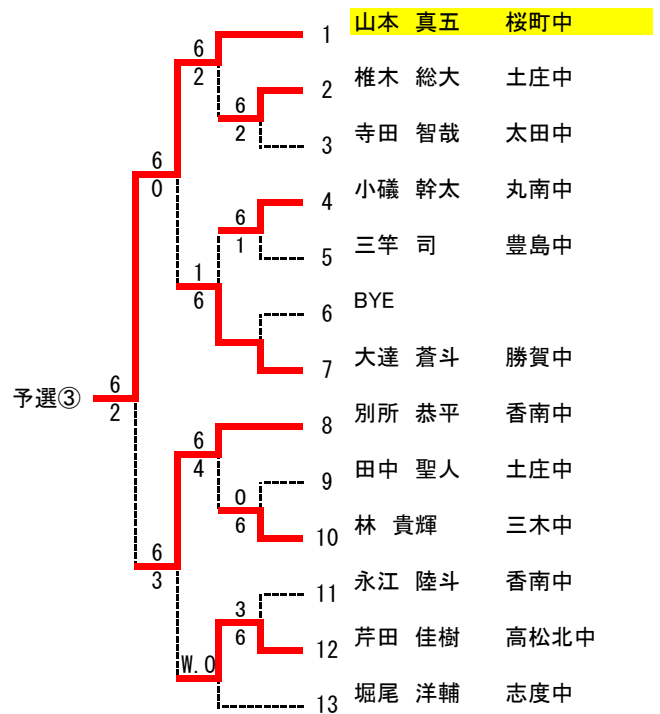 1 山本 真五 桜町中
6
2
2 椎木 総大 土庄中
6
2
3 寺田 智哉 太田中
6
0
4 小礒 幹太 丸南中
6
1
5 三竿 司 豊島中
1
6
6 BYE
7 大達 蒼斗 勝賀中
予選③
6
2
8 別所 恭平 香南中
6
4
9 田中 聖人 土庄中
0
6
10 林 貴輝 三木中
6
3
11 永江 陸斗 香南中
3
6
12 芹田 佳樹 高松北中
W.O
13 堀尾 洋輔 志度中